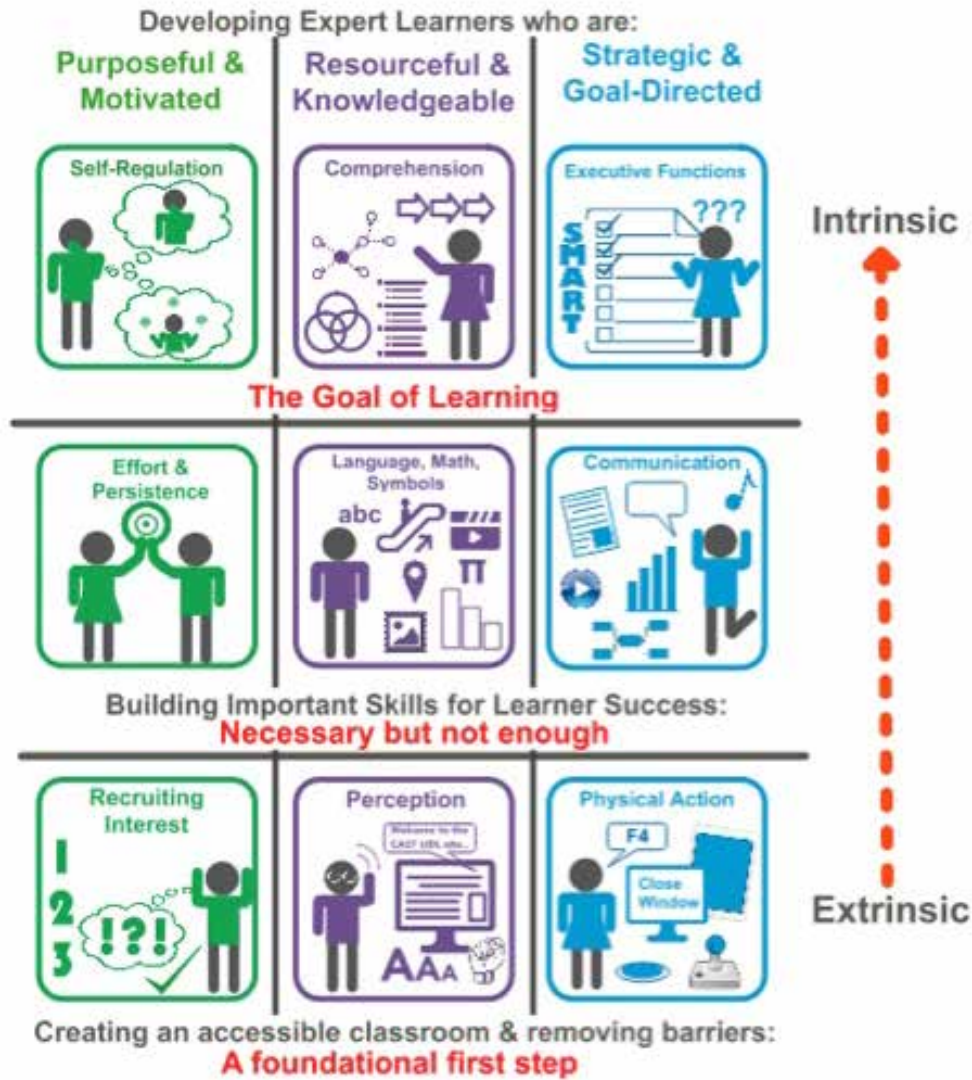 Developing Expert Learners who are:
Purposeful &
Motivated
Resourceful &
Knowledgeable
Strategic &
Goal-Directed
Self-Regulation
Comprehension
Executive Functions
???
SMART
Intrinsic
The Goal of Learning
Effort &
Persistence
Language, Math,
Symbols
abc
π
Communication
Building Important Skills for Learner Success:
Necessary but not enough
Recruiting
Interest
1
2
3
!?!
Perception
Welcome to the
CAST UDL site...
AAA
Physical Action
F4
Close
Window
Extrinsic
Creating an accessible classroom & removing barriers:
A foundational first step